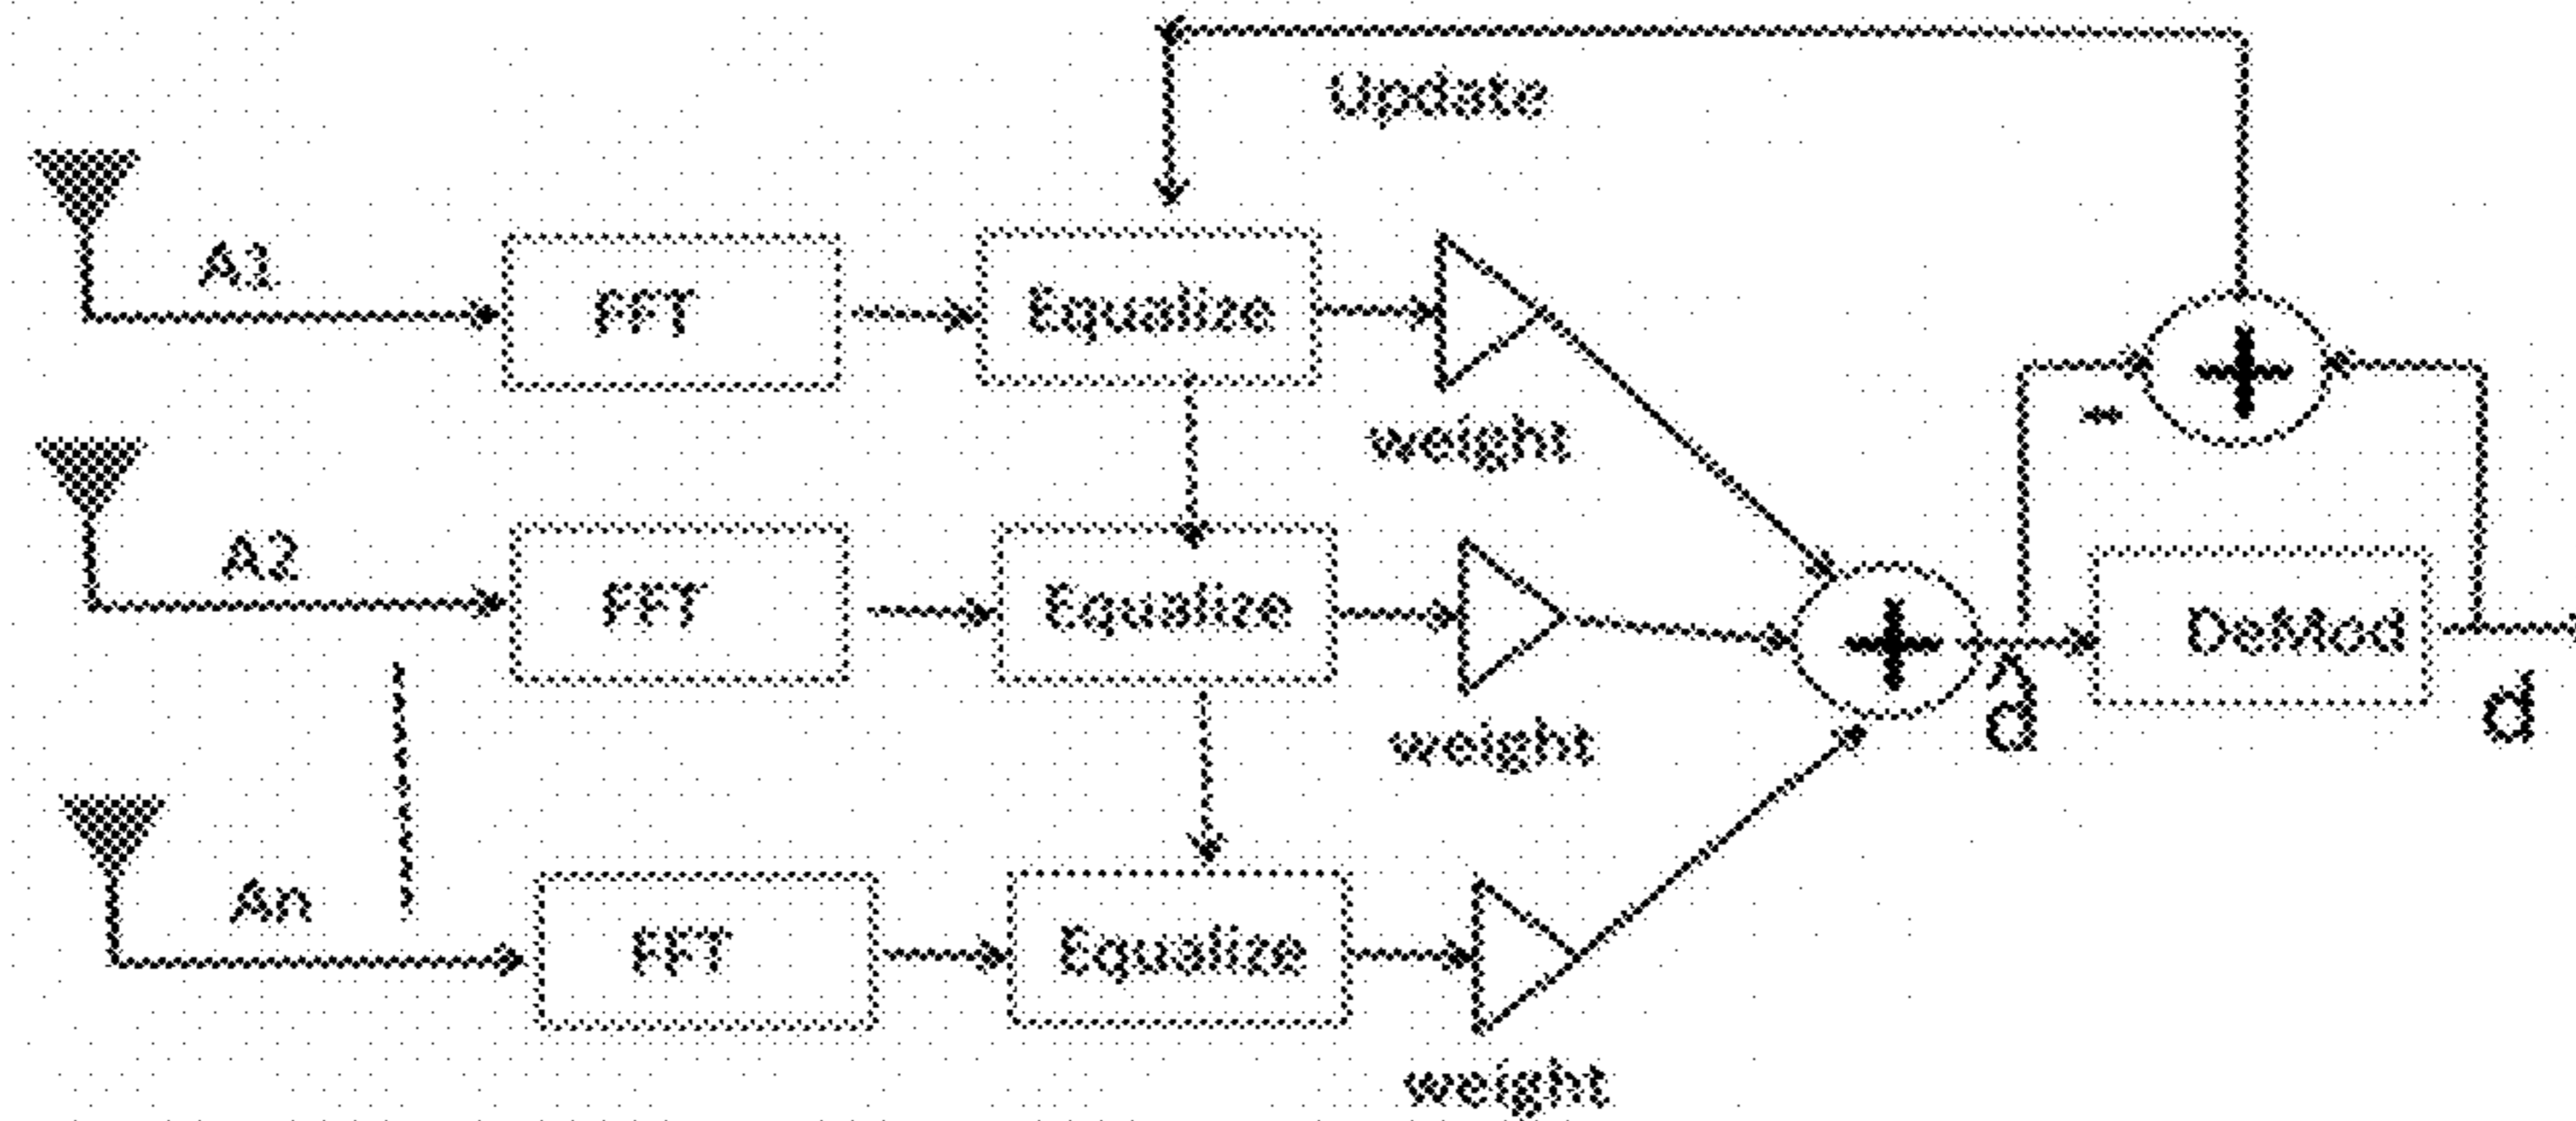 Update
A1
FFT
Equalize
+
-
weight
A2
FFT
Equalize
+
d̂
DeMod
d
weight
An
FFT
Equalize
weight